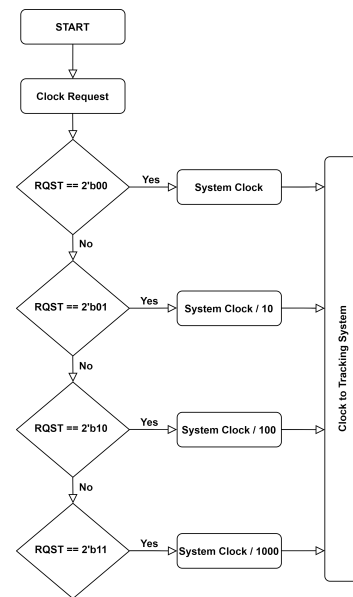 START
Clock Request
RQST == 2'b00
Yes
System Clock
No
RQST == 2'b01
Yes
System Clock / 10
No
RQST == 2'b10
Yes
System Clock / 100
No
RQST == 2'b11
Yes
System Clock / 1000
Clock to Tracking System